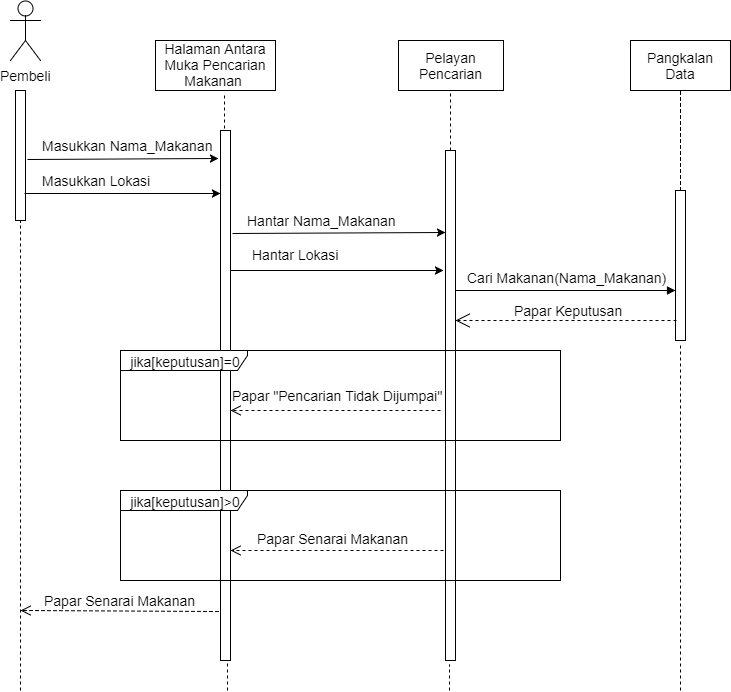 Pembeli
Halaman Antara
Muka Pencarian
Makanan
Pelayan
Pencarian
Pangkalan
Data
Masukkan Nama_Makanan
Masukkan Lokasi
Hantar Nama_Makanan
Hantar Lokasi
Cari Makanan(Nama_Makanan)
Papar Keputusan
jika[keputusan]=0
Papar "Pencarian Tidak Dijumpai"
jika[keputusan]>0
Papar Senarai Makanan
Papar Senarai Makanan